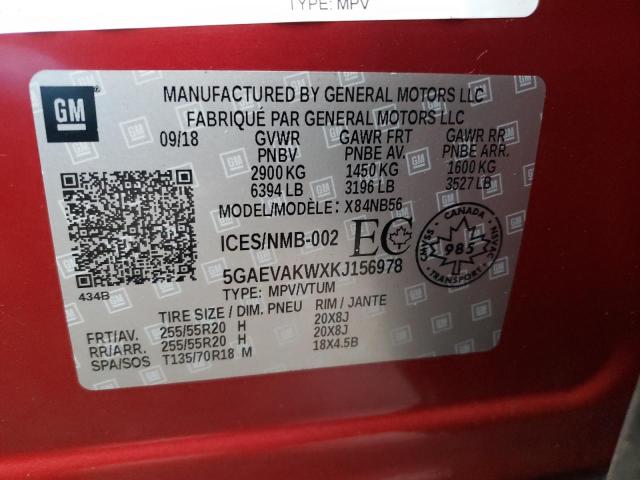 TYPE: MPV
GM
MANUFACTURED BY GENERAL MOTORS LLC
FABRIQUÉ PAR GENERAL MOTORS LLC
09/18 GVWR GAWR FRT GAWR RR
PNBV PNBE AV. PNBE ARR.
2900 KG 1450 KG 1600 KG
6394 LB 3196 LB 3527 LB
MODEL/MODÈLE: X84NB56
ICES/NMB-002 EC
CANADA
CMVSS 985 NSVAC
TRANSPORT
5GAEVAKWXKJ156978
434B
TYPE: MPV/VTUM
TIRE SIZE / DIM. PNEU RIM / JANTE
FRT/AV. 255/55R20 H 20X8J
RR/ARR. 255/55R20 H 20X8J
SPA/SOS T135/70R18 M 18X4.5B